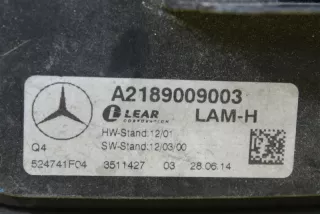 A2189009003
LEAR CORPORATION LAM-H
HW-Stand:12/01
Q4 SW-Stand:12/03/00
524741F04 3511427 03 28.06.14